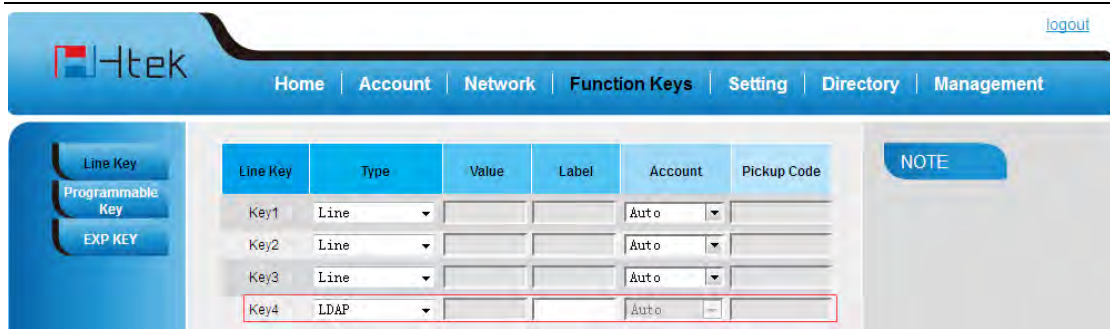 logout
Htek
Home | Account | Network | Function Keys | Setting | Directory | Management
Line Key
Programmable Key
EXP KEY
Line Key Type Value Label Account Pickup Code
Key1 Line Auto
Key2 Line Auto
Key3 Line Auto
Key4 LDAP Auto
NOTE